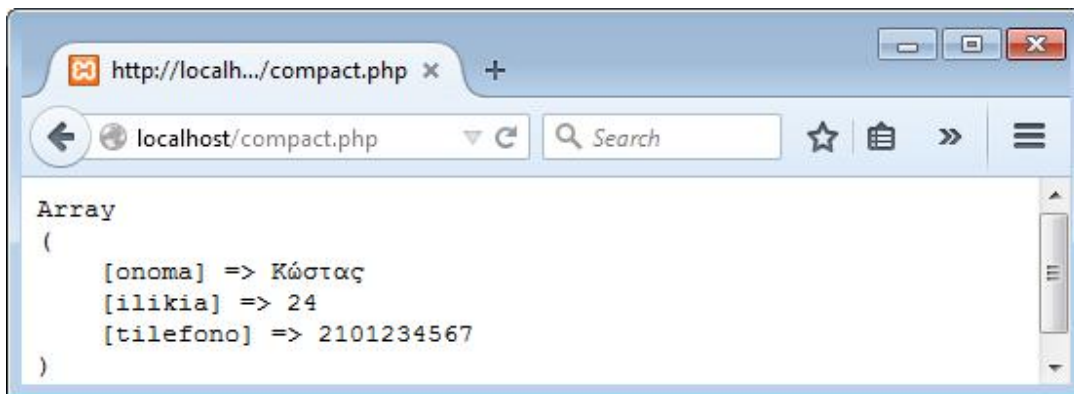 http://localh.../compact.php
localhost/compact.php
Search
Array
(
[onoma] => Κώστας
[ilikia] => 24
[tilefono] => 2101234567
)